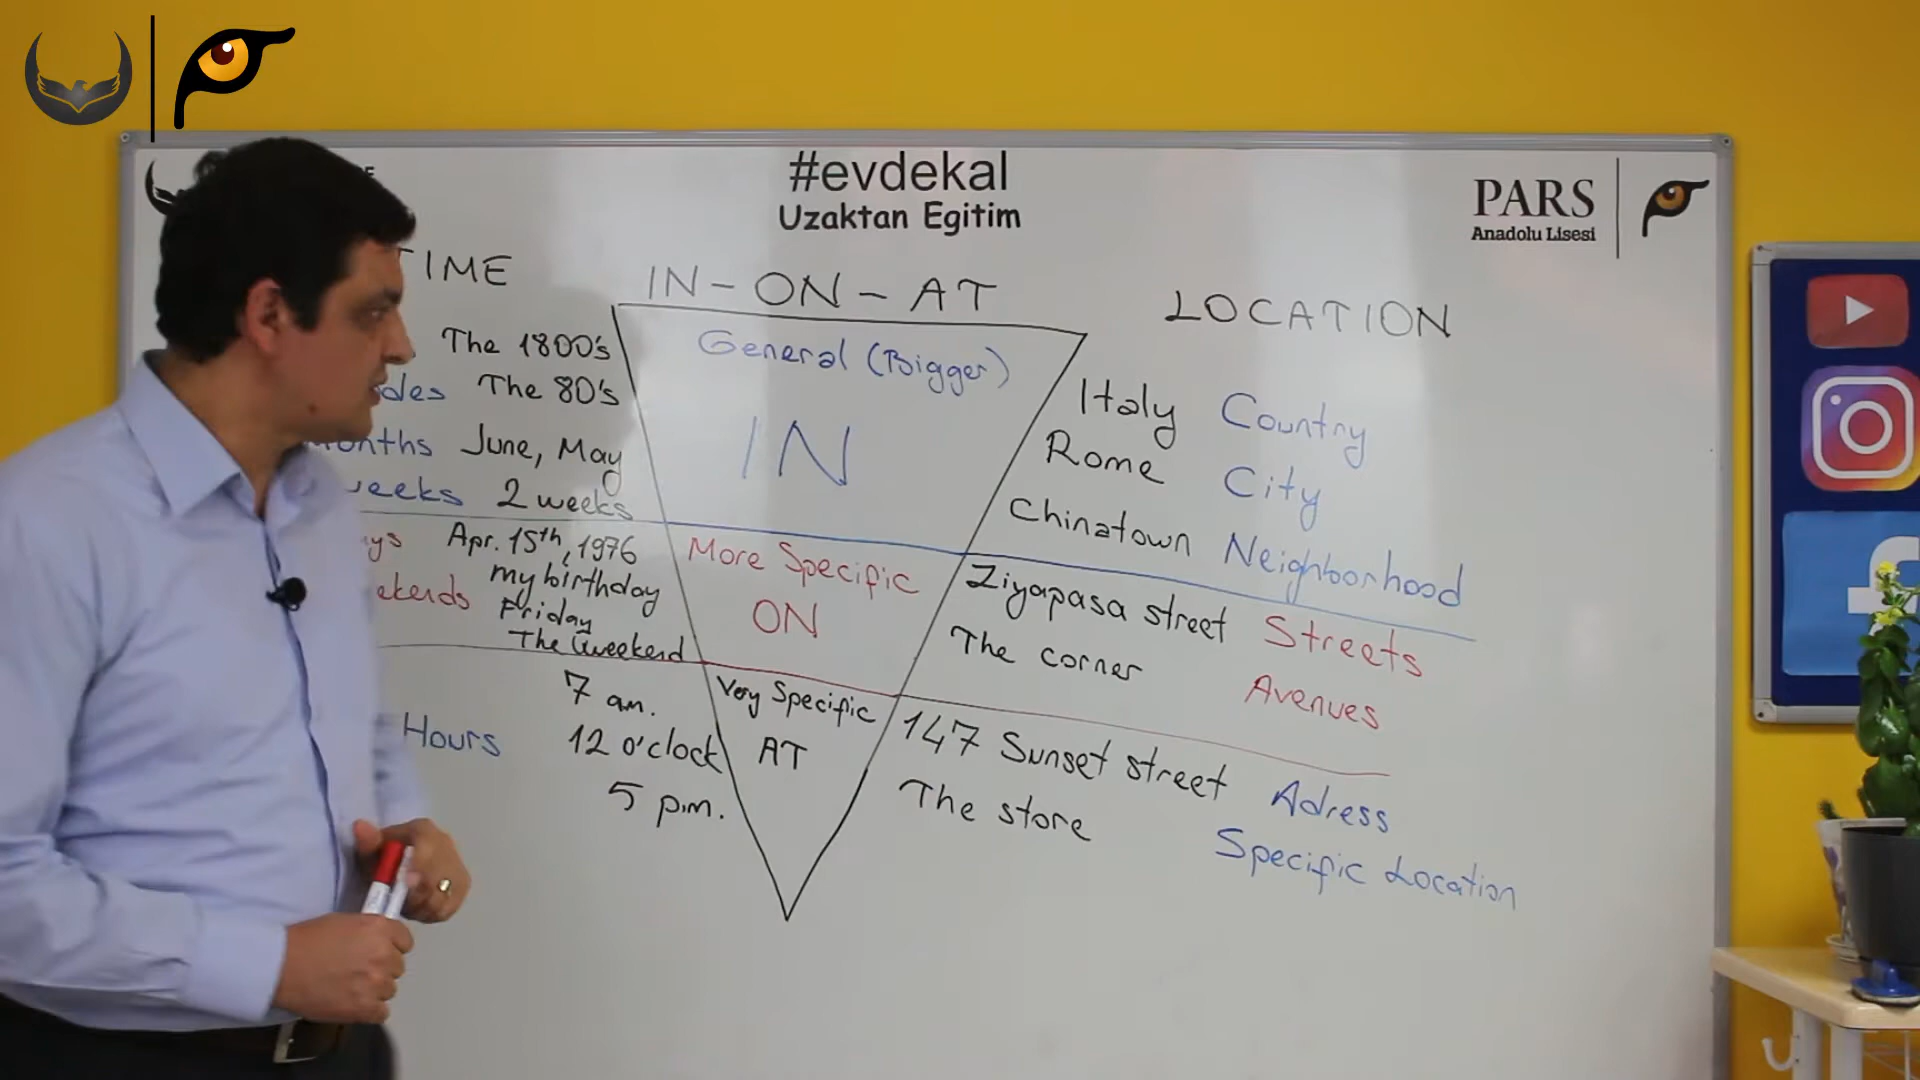 #evdekal
Uzaktan Egitim
PARS
Anadolu Lisesi
TIME
IN - ON - AT
LOCATION
The 1800's
The 80's
months June, May
weeks 2 weeks
Apr. 15th, 1976
my birthday
Friday
The weekend
7 am.
Hours 12 o'clock
5 p.m.
General (Bigger)
IN
More Specific
ON
Very Specific
AT
Italy Country
Rome City
Chinatown Neighborhood
Ziyapasa street Streets
The corner Avenues
147 Sunset street Adress
The store Specific Location